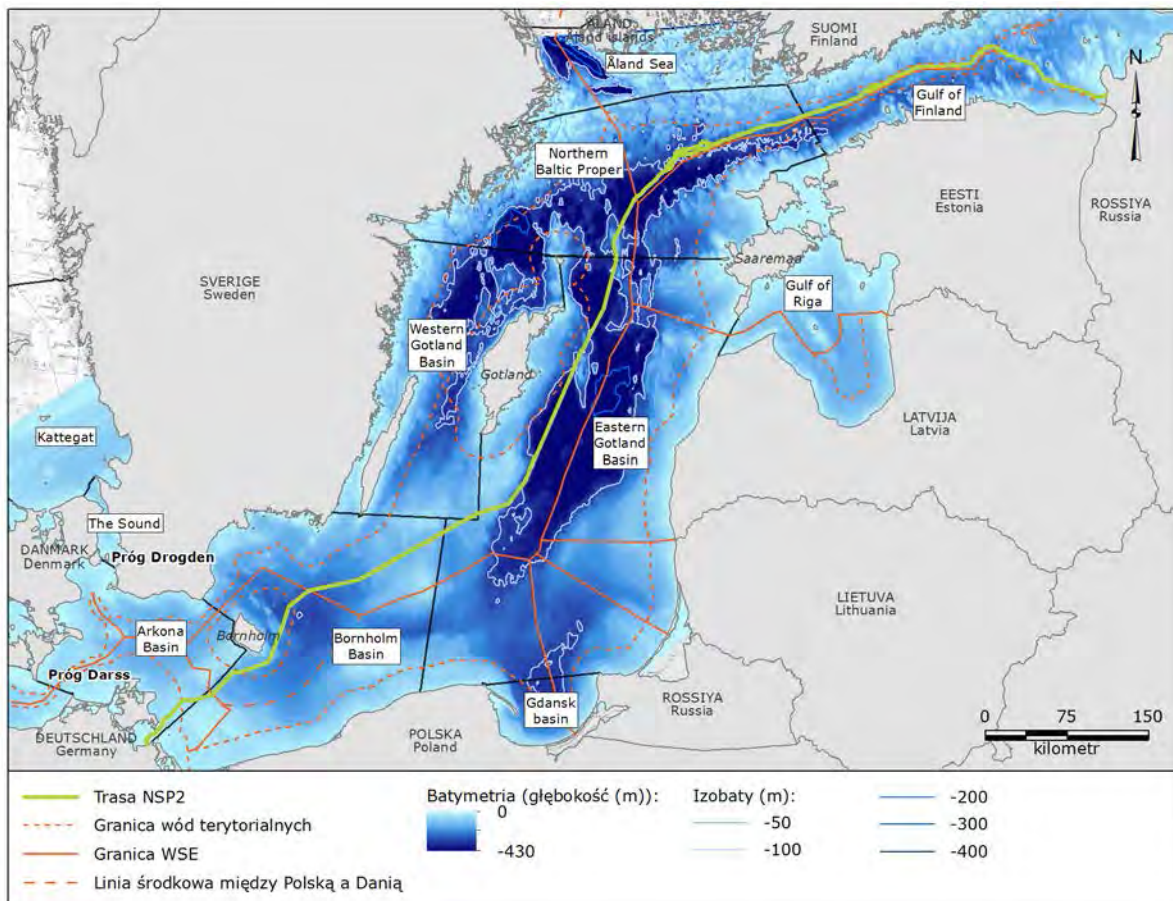 ÅLAND
Åland islands
SUOMI
Finland
Åland Sea
N
Gulf of
Finland
Northern
Baltic Proper
EESTI
Estonia
ROSSIYA
Russia
Saaremaa
SVERIGE
Sweden
Gulf of
Riga
Western
Gotland
Basin
Gotland
LATVIJA
Latvia
Kattegat
Eastern
Gotland
Basin
The Sound
DANMARK
Denmark
Próg Drogden
LIETUVA
Lithuania
Arkona
Basin
Bornholm
Bornholm
Basin
Próg Darss
ROSSIYA
Russia
Gdansk
basin
DEUTSCHLAND
Germany
POLSKA
Poland
0 75 150
kilometr
Trasa NSP2
Granica wód terytorialnych
Granica WSE
Linia środkowa między Polską a Danią
Batymetria (głębokość (m)):
0
-430
Izobaty (m):
-50
-100
-200
-300
-400